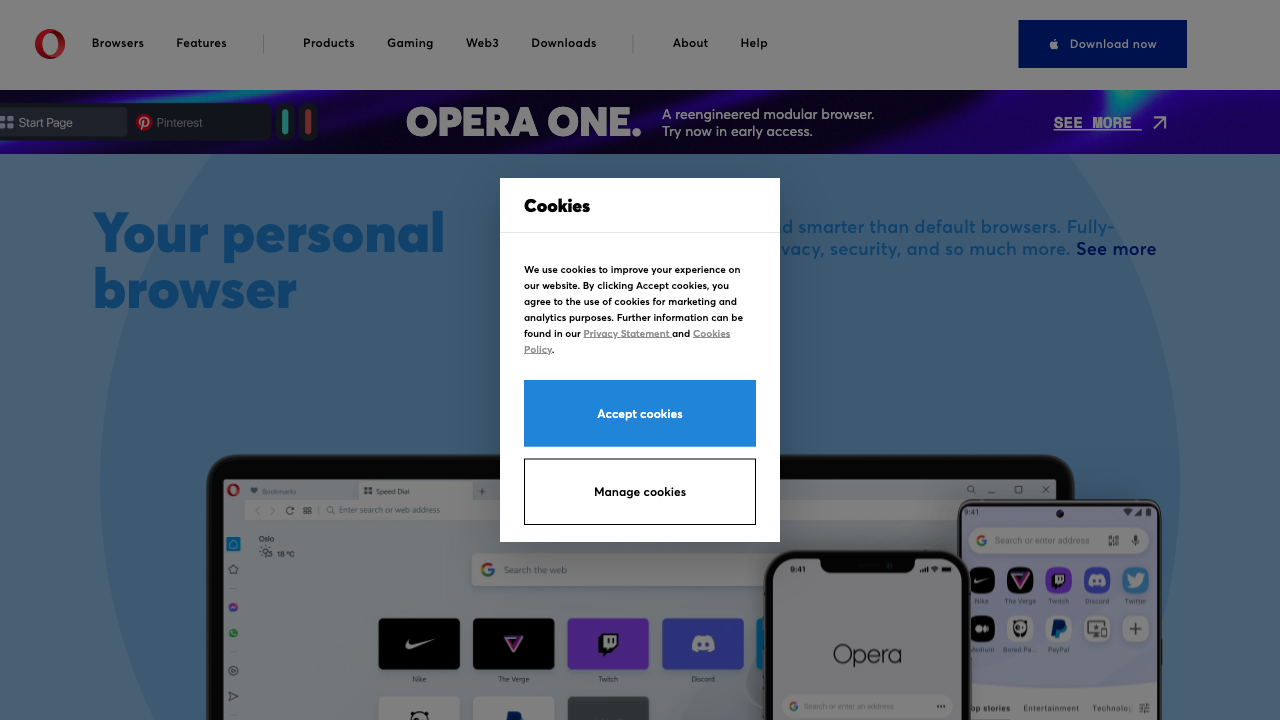 Browsers
Features
Products
Gaming
Web3
Downloads
About
Help
Download now
Start Page
Pinterest
OPERA ONE.
A reengineered modular browser.
Try now in early access.
SEE MORE
Your personal
browser
d smarter than default browsers. Fully-
vacy, security, and so much more. See more
Cookies
We use cookies to improve your experience on
our website. By clicking Accept cookies, you
agree to the use of cookies for marketing and
analytics purposes. Further information can be
found in our Privacy Statement and Cookies
Policy.
Accept cookies
Manage cookies
Bookmarks
Speed Dial
Enter search or web address
Oslo
18 °C
Search the web
Nike
The Verge
Twitch
Discord
9:41
Opera
Search or enter an address
9:41
Search or enter address
Nike
The Verge
Twitch
Discord
Twitter
Medium
Bored Pa...
PayPal
op stories
Entertainment
Technolog